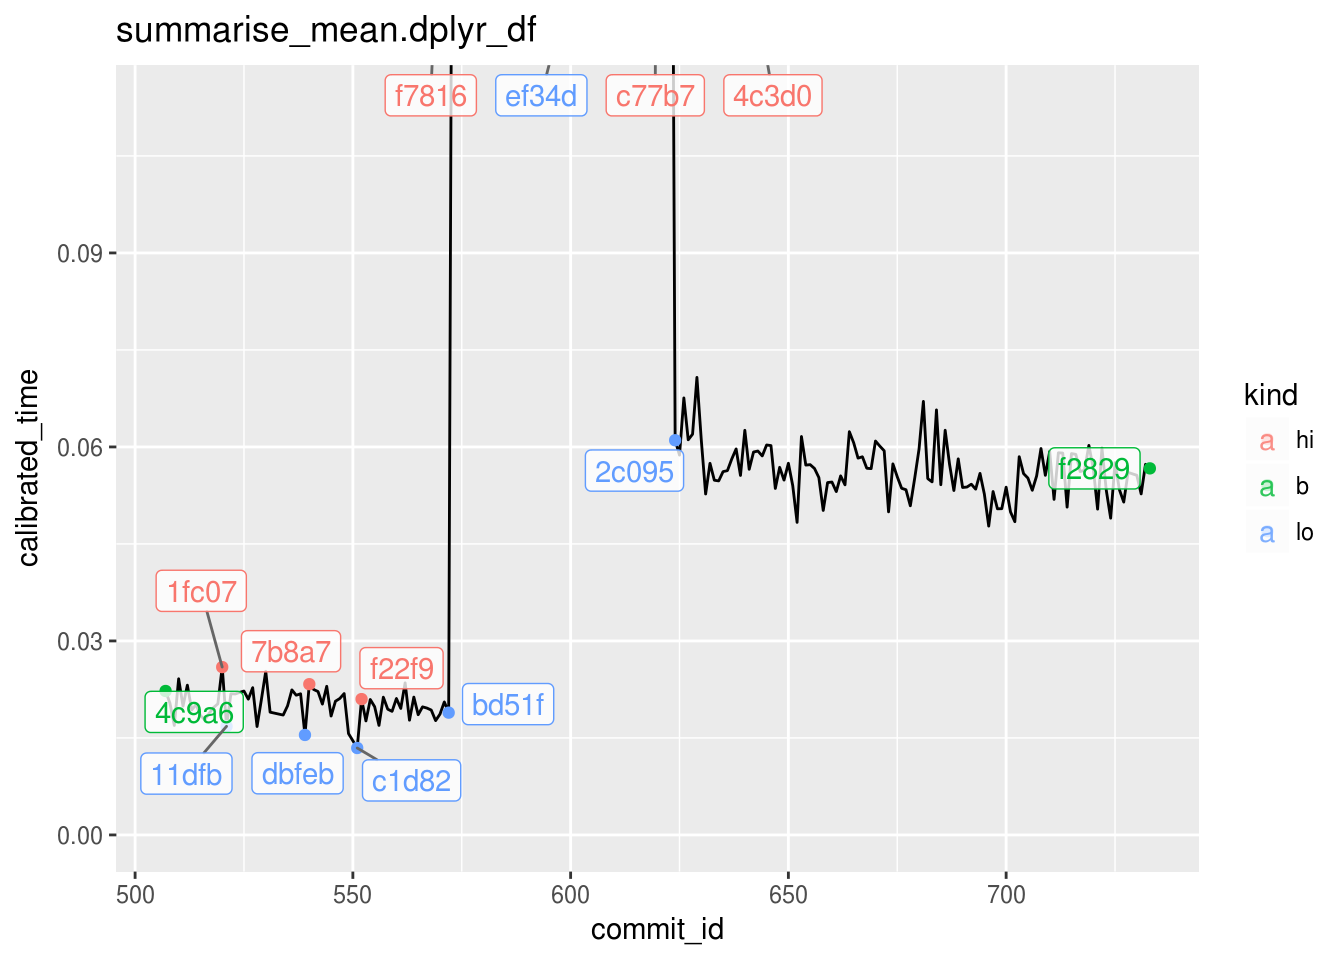 summarise_mean.dplyr_df
f7816
ef34d
c77b7
4c3d0
0.09
0.06
0.03
0.00
calibrated_time
2c095
f2829
1fc07
7b8a7
f22f9
4c9a6
bd51f
11dfb
dbfeb
c1d82
500
550
600
650
700
commit_id
kind
a hi
a b
a lo